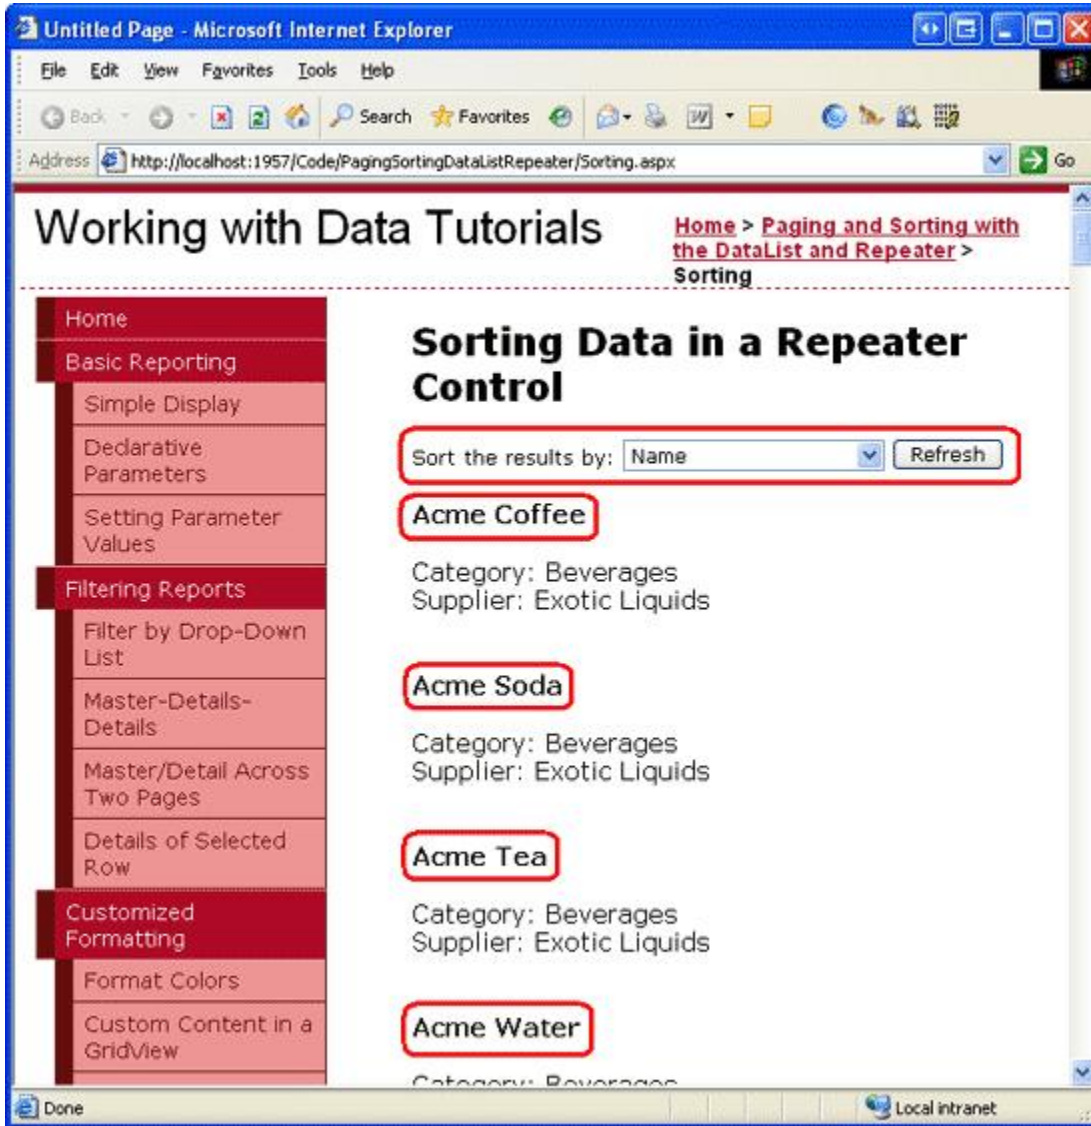 Untitled Page - Microsoft Internet Explorer
File Edit View Favorites Tools Help
Back Search Favorites
Address http://localhost:1957/Code/PagingSortingDataListRepeater/Sorting.aspx Go
Working with Data Tutorials
Home > Paging and Sorting with
the DataList and Repeater >
Sorting
Home
Basic Reporting
Simple Display
Declarative
Parameters
Setting Parameter
Values
Filtering Reports
Filter by Drop-Down
List
Master-Details-
Details
Master/Detail Across
Two Pages
Details of Selected
Row
Customized
Formatting
Format Colors
Custom Content in a
GridView
Sorting Data in a Repeater
Control
Sort the results by: Name Refresh
Acme Coffee
Category: Beverages
Supplier: Exotic Liquids
Acme Soda
Category: Beverages
Supplier: Exotic Liquids
Acme Tea
Category: Beverages
Supplier: Exotic Liquids
Acme Water
Category: Beverages
Done Local intranet